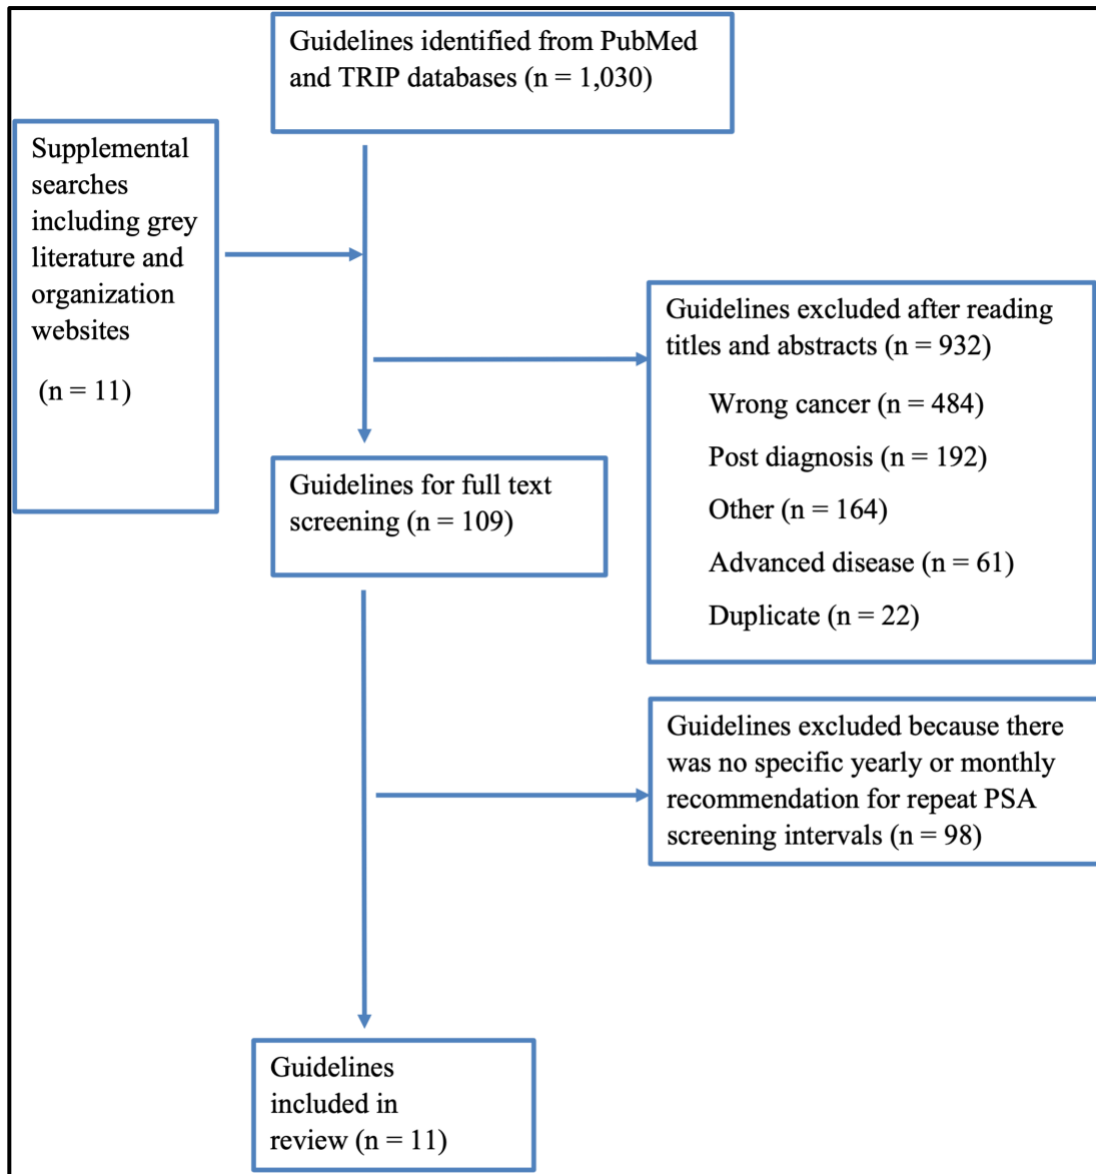 Guidelines identified from PubMed
and TRIP databases (n = 1,030)
Supplemental
searches
including grey
literature and
organization
websites
(n = 11)
Guidelines excluded after reading
titles and abstracts (n = 932)
Wrong cancer (n = 484)
Post diagnosis (n = 192)
Other (n = 164)
Advanced disease (n = 61)
Duplicate (n = 22)
Guidelines for full text
screening (n = 109)
Guidelines excluded because there
was no specific yearly or monthly
recommendation for repeat PSA
screening intervals (n = 98)
Guidelines
included in
review (n = 11)